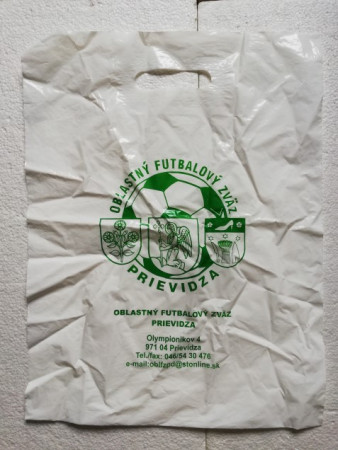 OBLASTNÝ FUTBALOVÝ ZVÄZ
PRIEVIDZA
OBLASTNÝ FUTBALOVÝ ZVÄZ
PRIEVIDZA
Olympionikov 4
971 04 Prievidza
Tel./fax: 046/54 30 476